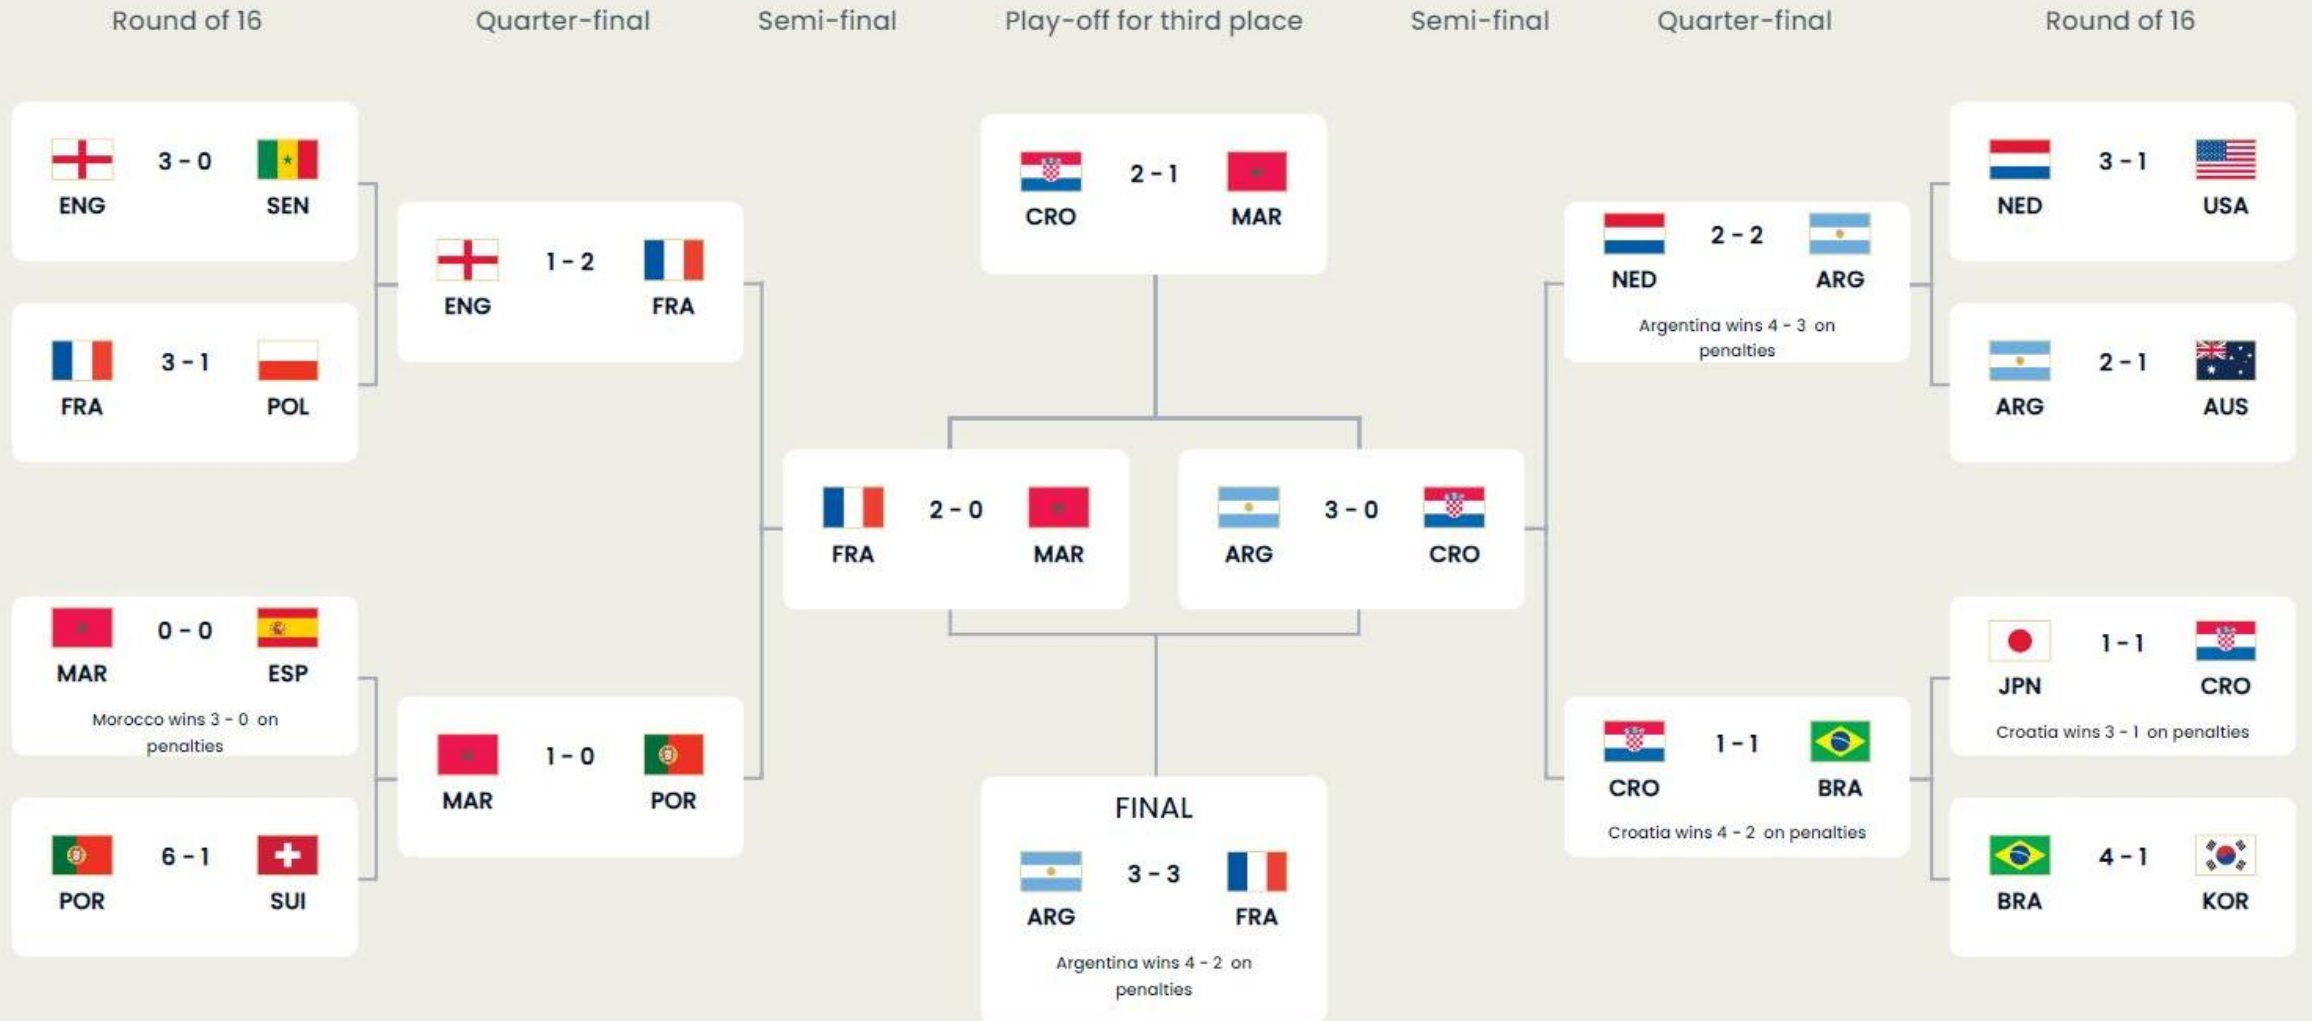 Round of 16 Quarter-final Semi-final Play-off for third place Semi-final Quarter-final Round of 16
3 - 0
ENG SEN
3 - 1
FRA POL
0 - 0
MAR ESP
Morocco wins 3 - 0 on
penalties
6 - 1
POR SUI
1 - 2
ENG FRA
1 - 0
MAR POR
2 - 0
FRA MAR
2 - 1
CRO MAR
3 - 0
ARG CRO
FINAL
3 - 3
ARG FRA
Argentina wins 4 - 2 on
penalties
2 - 2
NED ARG
Argentina wins 4 - 3 on
penalties
1 - 1
CRO BRA
Croatia wins 4 - 2 on penalties
3 - 1
NED USA
2 - 1
ARG AUS
1 - 1
JPN CRO
Croatia wins 3 - 1 on penalties
4 - 1
BRA KOR